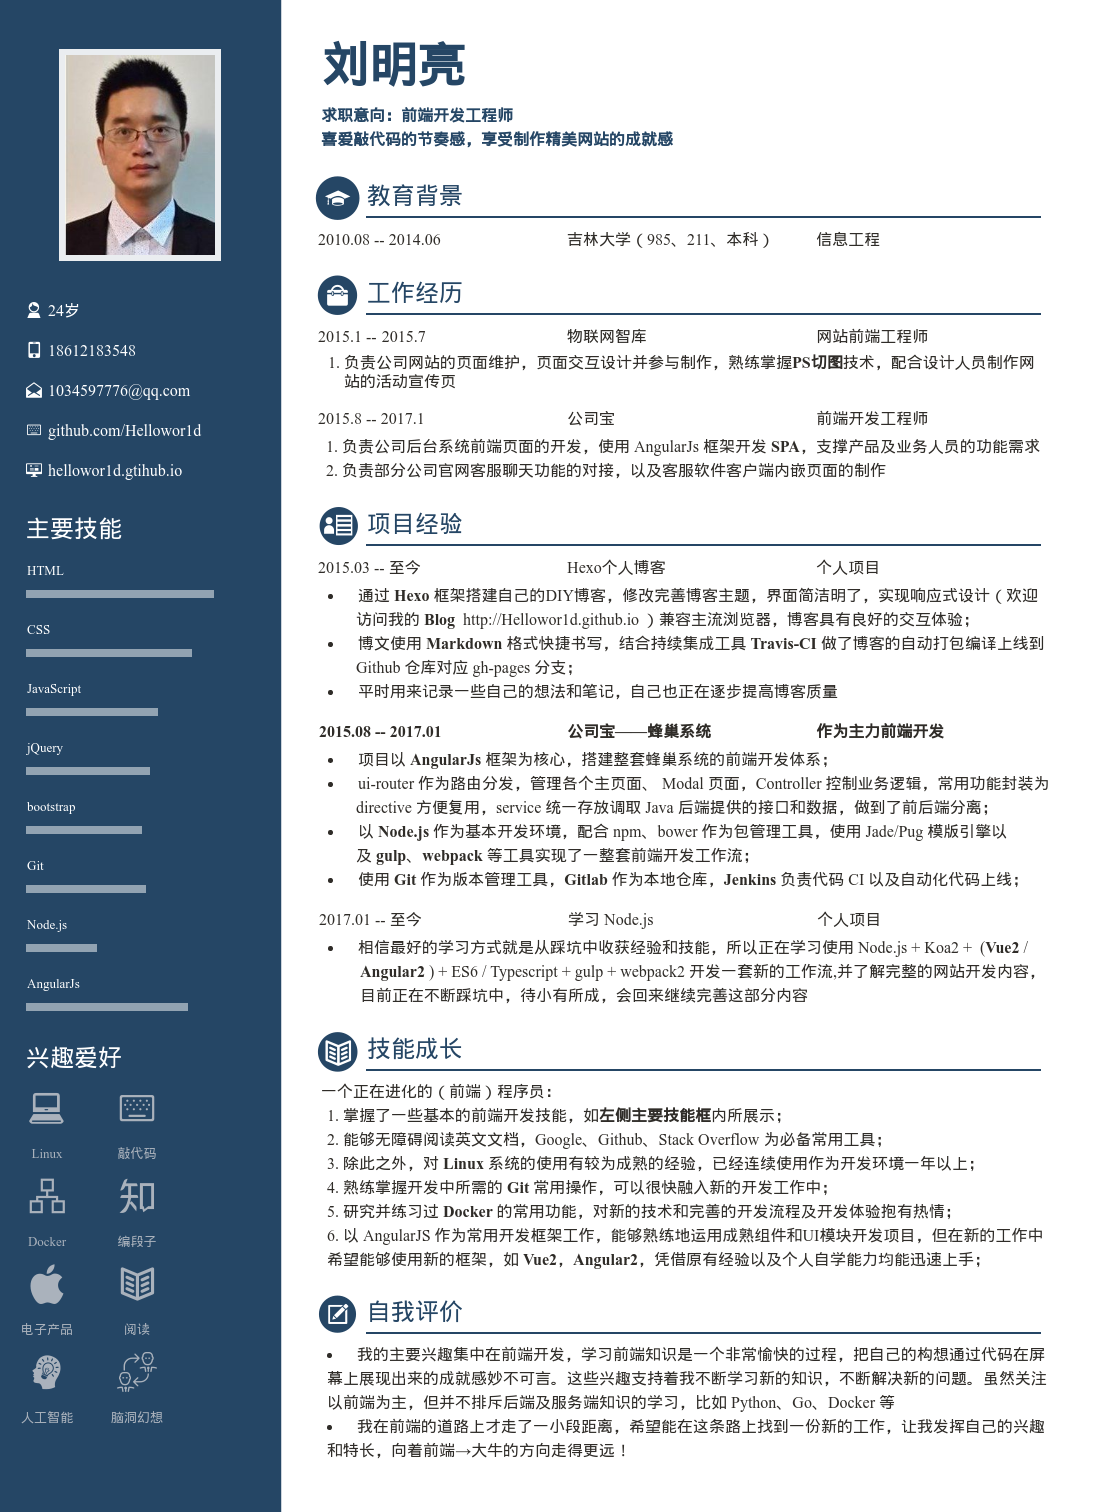 24岁
18612183548
1034597776@qq.com
github.com/Hellowor1d
hellowor1d.gtihub.io
主要技能
HTML
CSS
JavaScript
jQuery
bootstrap
Git
Node.js
AngularJs
兴趣爱好
Linux
敲代码
知
Docker
编段子
电子产品
阅读
人工智能
脑洞幻想
刘明亮
求职意向：前端开发工程师
喜爱敲代码的节奏感，享受制作精美网站的成就感
教育背景
2010.08 -- 2014.06 吉林大学（985、211、本科） 信息工程
工作经历
2015.1 -- 2015.7 物联网智库 网站前端工程师
1. 负责公司网站的页面维护，页面交互设计并参与制作，熟练掌握PS切图技术，配合设计人员制作网
站的活动宣传页
2015.8 -- 2017.1 公司宝 前端开发工程师
1. 负责公司后台系统前端页面的开发，使用 AngularJs 框架开发 SPA，支撑产品及业务人员的功能需求
2. 负责部分公司官网客服聊天功能的对接，以及客服软件客户端内嵌页面的制作
项目经验
2015.03 -- 至今 Hexo个人博客 个人项目
• 通过 Hexo 框架搭建自己的DIY博客，修改完善博客主题，界面简洁明了，实现响应式设计（欢迎
访问我的 Blog http://Hellowor1d.github.io ）兼容主流浏览器，博客具有良好的交互体验；
• 博文使用 Markdown 格式快捷书写，结合持续集成工具 Travis-CI 做了博客的自动打包编译上线到
Github 仓库对应 gh-pages 分支；
• 平时用来记录一些自己的想法和笔记，自己也正在逐步提高博客质量
2015.08 -- 2017.01 公司宝——蜂巢系统 作为主力前端开发
• 项目以 AngularJs 框架为核心，搭建整套蜂巢系统的前端开发体系；
• ui-router 作为路由分发，管理各个主页面、 Modal 页面，Controller 控制业务逻辑，常用功能封装为
directive 方便复用，service 统一存放调取 Java 后端提供的接口和数据，做到了前后端分离；
• 以 Node.js 作为基本开发环境，配合 npm、bower 作为包管理工具，使用 Jade/Pug 模版引擎以
及 gulp、webpack 等工具实现了一整套前端开发工作流；
• 使用 Git 作为版本管理工具，Gitlab 作为本地仓库，Jenkins 负责代码 CI 以及自动化代码上线；
2017.01 -- 至今 学习 Node.js 个人项目
• 相信最好的学习方式就是从踩坑中收获经验和技能，所以正在学习使用 Node.js + Koa2 + (Vue2 /
Angular2 ) + ES6 / Typescript + gulp + webpack2 开发一套新的工作流,并了解完整的网站开发内容，
目前正在不断踩坑中，待小有所成，会回来继续完善这部分内容
技能成长
一个正在进化的（前端）程序员：
1. 掌握了一些基本的前端开发技能，如左侧主要技能框内所展示；
2. 能够无障碍阅读英文文档，Google、Github、Stack Overflow 为必备常用工具；
3. 除此之外，对 Linux 系统的使用有较为成熟的经验，已经连续使用作为开发环境一年以上；
4. 熟练掌握开发中所需的 Git 常用操作，可以很快融入新的开发工作中；
5. 研究并练习过 Docker 的常用功能，对新的技术和完善的开发流程及开发体验抱有热情；
6. 以 AngularJS 作为常用开发框架工作，能够熟练地运用成熟组件和UI模块开发项目，但在新的工作中
希望能够使用新的框架，如 Vue2，Angular2，凭借原有经验以及个人自学能力均能迅速上手；
自我评价
• 我的主要兴趣集中在前端开发，学习前端知识是一个非常愉快的过程，把自己的构想通过代码在屏
幕上展现出来的成就感妙不可言。这些兴趣支持着我不断学习新的知识，不断解决新的问题。虽然关注
以前端为主，但并不排斥后端及服务端知识的学习，比如 Python、Go、Docker 等
• 我在前端的道路上才走了一小段距离，希望能在这条路上找到一份新的工作，让我发挥自己的兴趣
和特长，向着前端→大牛的方向走得更远！